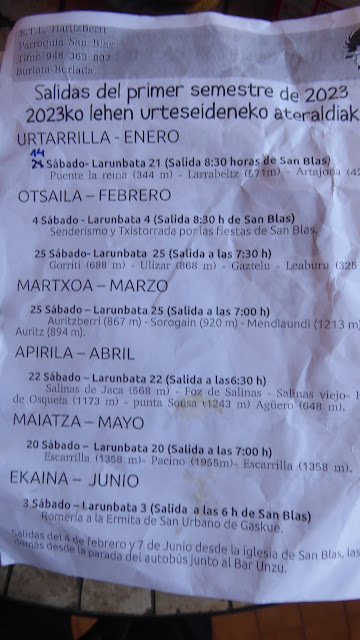 E.T.L. HaritzBerri
Parroquia San Blas
Tfno 948 363 807
Burlata-Burlada
Salidas del primer semestre de 2023
2023ko lehen urteseideneko ateraldiak
URTARRILLA - ENERO
14
21 Sábado- Larunbata 21 (Salida 8:30 horas de San Blas)
Puente la reina (344 m) - Larrabeltz (571m) - Artajona (42
OTSAILA – FEBRERO
4 Sábado - Larunbata 4 (Salida 8:30 h de San Blas)
Senderismo y Txistorrada por las fiestas de San Blas.
25 Sábado- Larunbata 25 (Salida a las 7:30 h)
Gorriti (688 m) - Ulizar (868 m) - Gaztelu - Leaburu (325
MARTXOA – MARZO
25 Sábado – Larunbata 25 (Salida a las 7:00 h)
Auritzberri (867 m) - Sorogain (920 m) - Mendiaundi (1213 m)
Auritz (894 m).
APIRILA – ABRIL
22 Sábado – Larunbata 22 (Salida a las6:30 h)
Salinas de Jaca (568 m) - Foz de Salinas - Salinas viejo-
de Osqueta (1173 m) - punta Sousa (1243 m) Agüero (648 m).
MAIATZA – MAYO
20 Sábado – Larunbata 20 (Salida a las 7:00 h)
Escarrilla (1358 m)- Pacino (1955m)- Escarrilla (1358 m).
EKAINA – JUNIO
3 Sábado – Larunbata 3 (Salida a las 6 h de San Blas)
Romería a la Ermita de San Urbano de Gaskue.
Salidas del 4 de febrero y 7 de Junio desde la iglesia de San Blas, las
demás desde la parada del autobús junto al Bar Unzu.